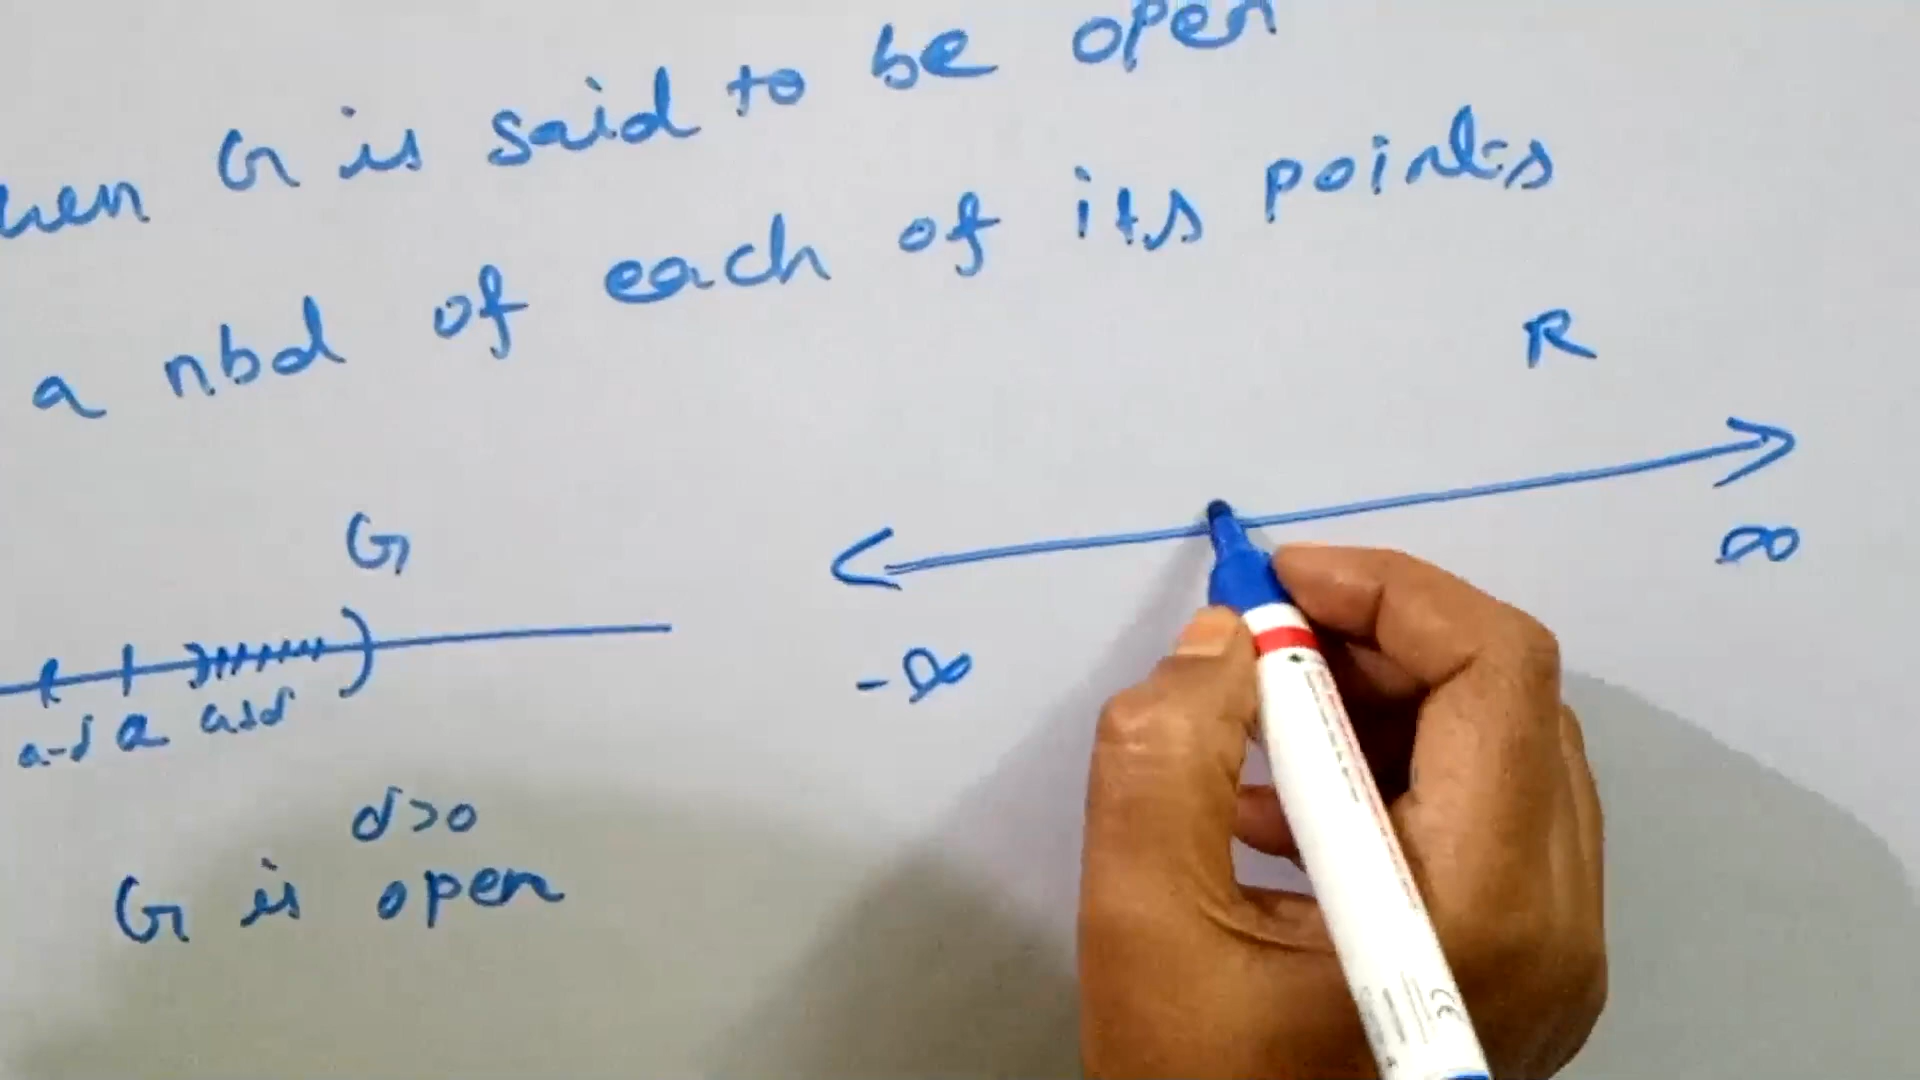 hen G is said to be open
a nbd of each of its points
R
G
∞
-∞
a-d a a+d
d>0
G is open